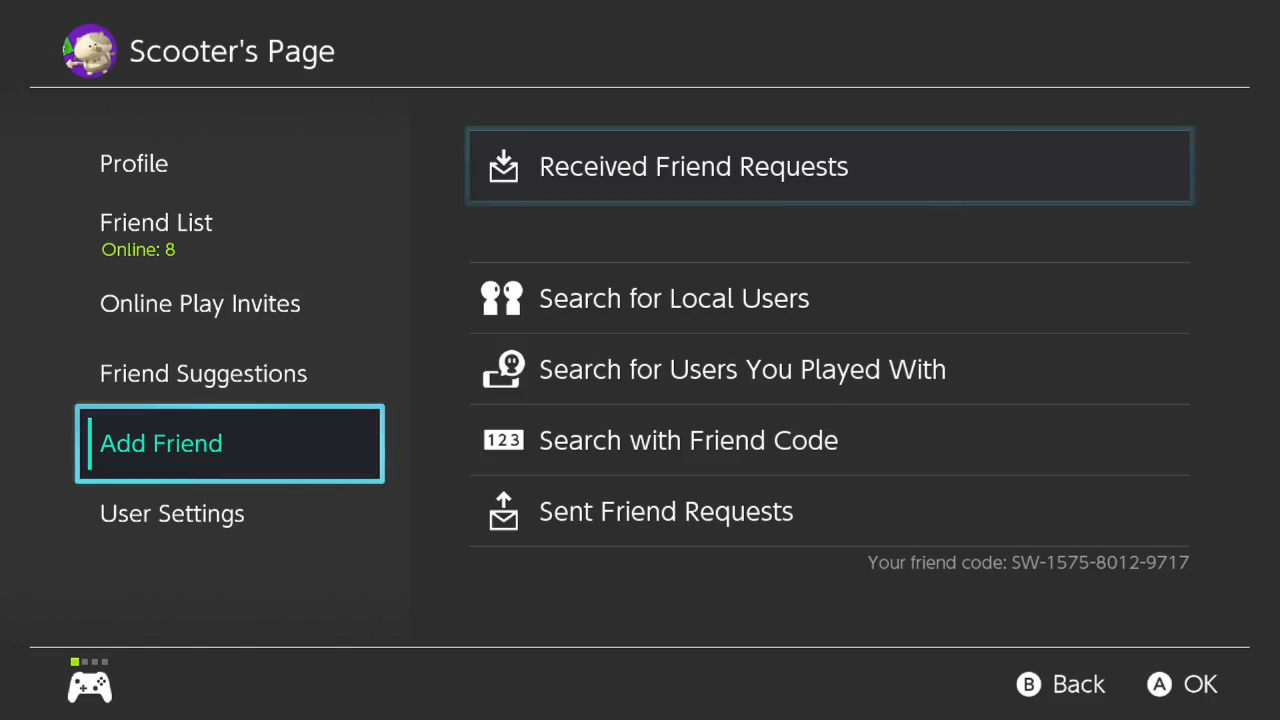 Scooter's Page
Profile
Friend List
Online: 8
Online Play Invites
Friend Suggestions
Add Friend
User Settings
Received Friend Requests
Search for Local Users
Search for Users You Played With
123 Search with Friend Code
Sent Friend Requests
Your friend code: SW-1575-8012-9717
B Back A OK